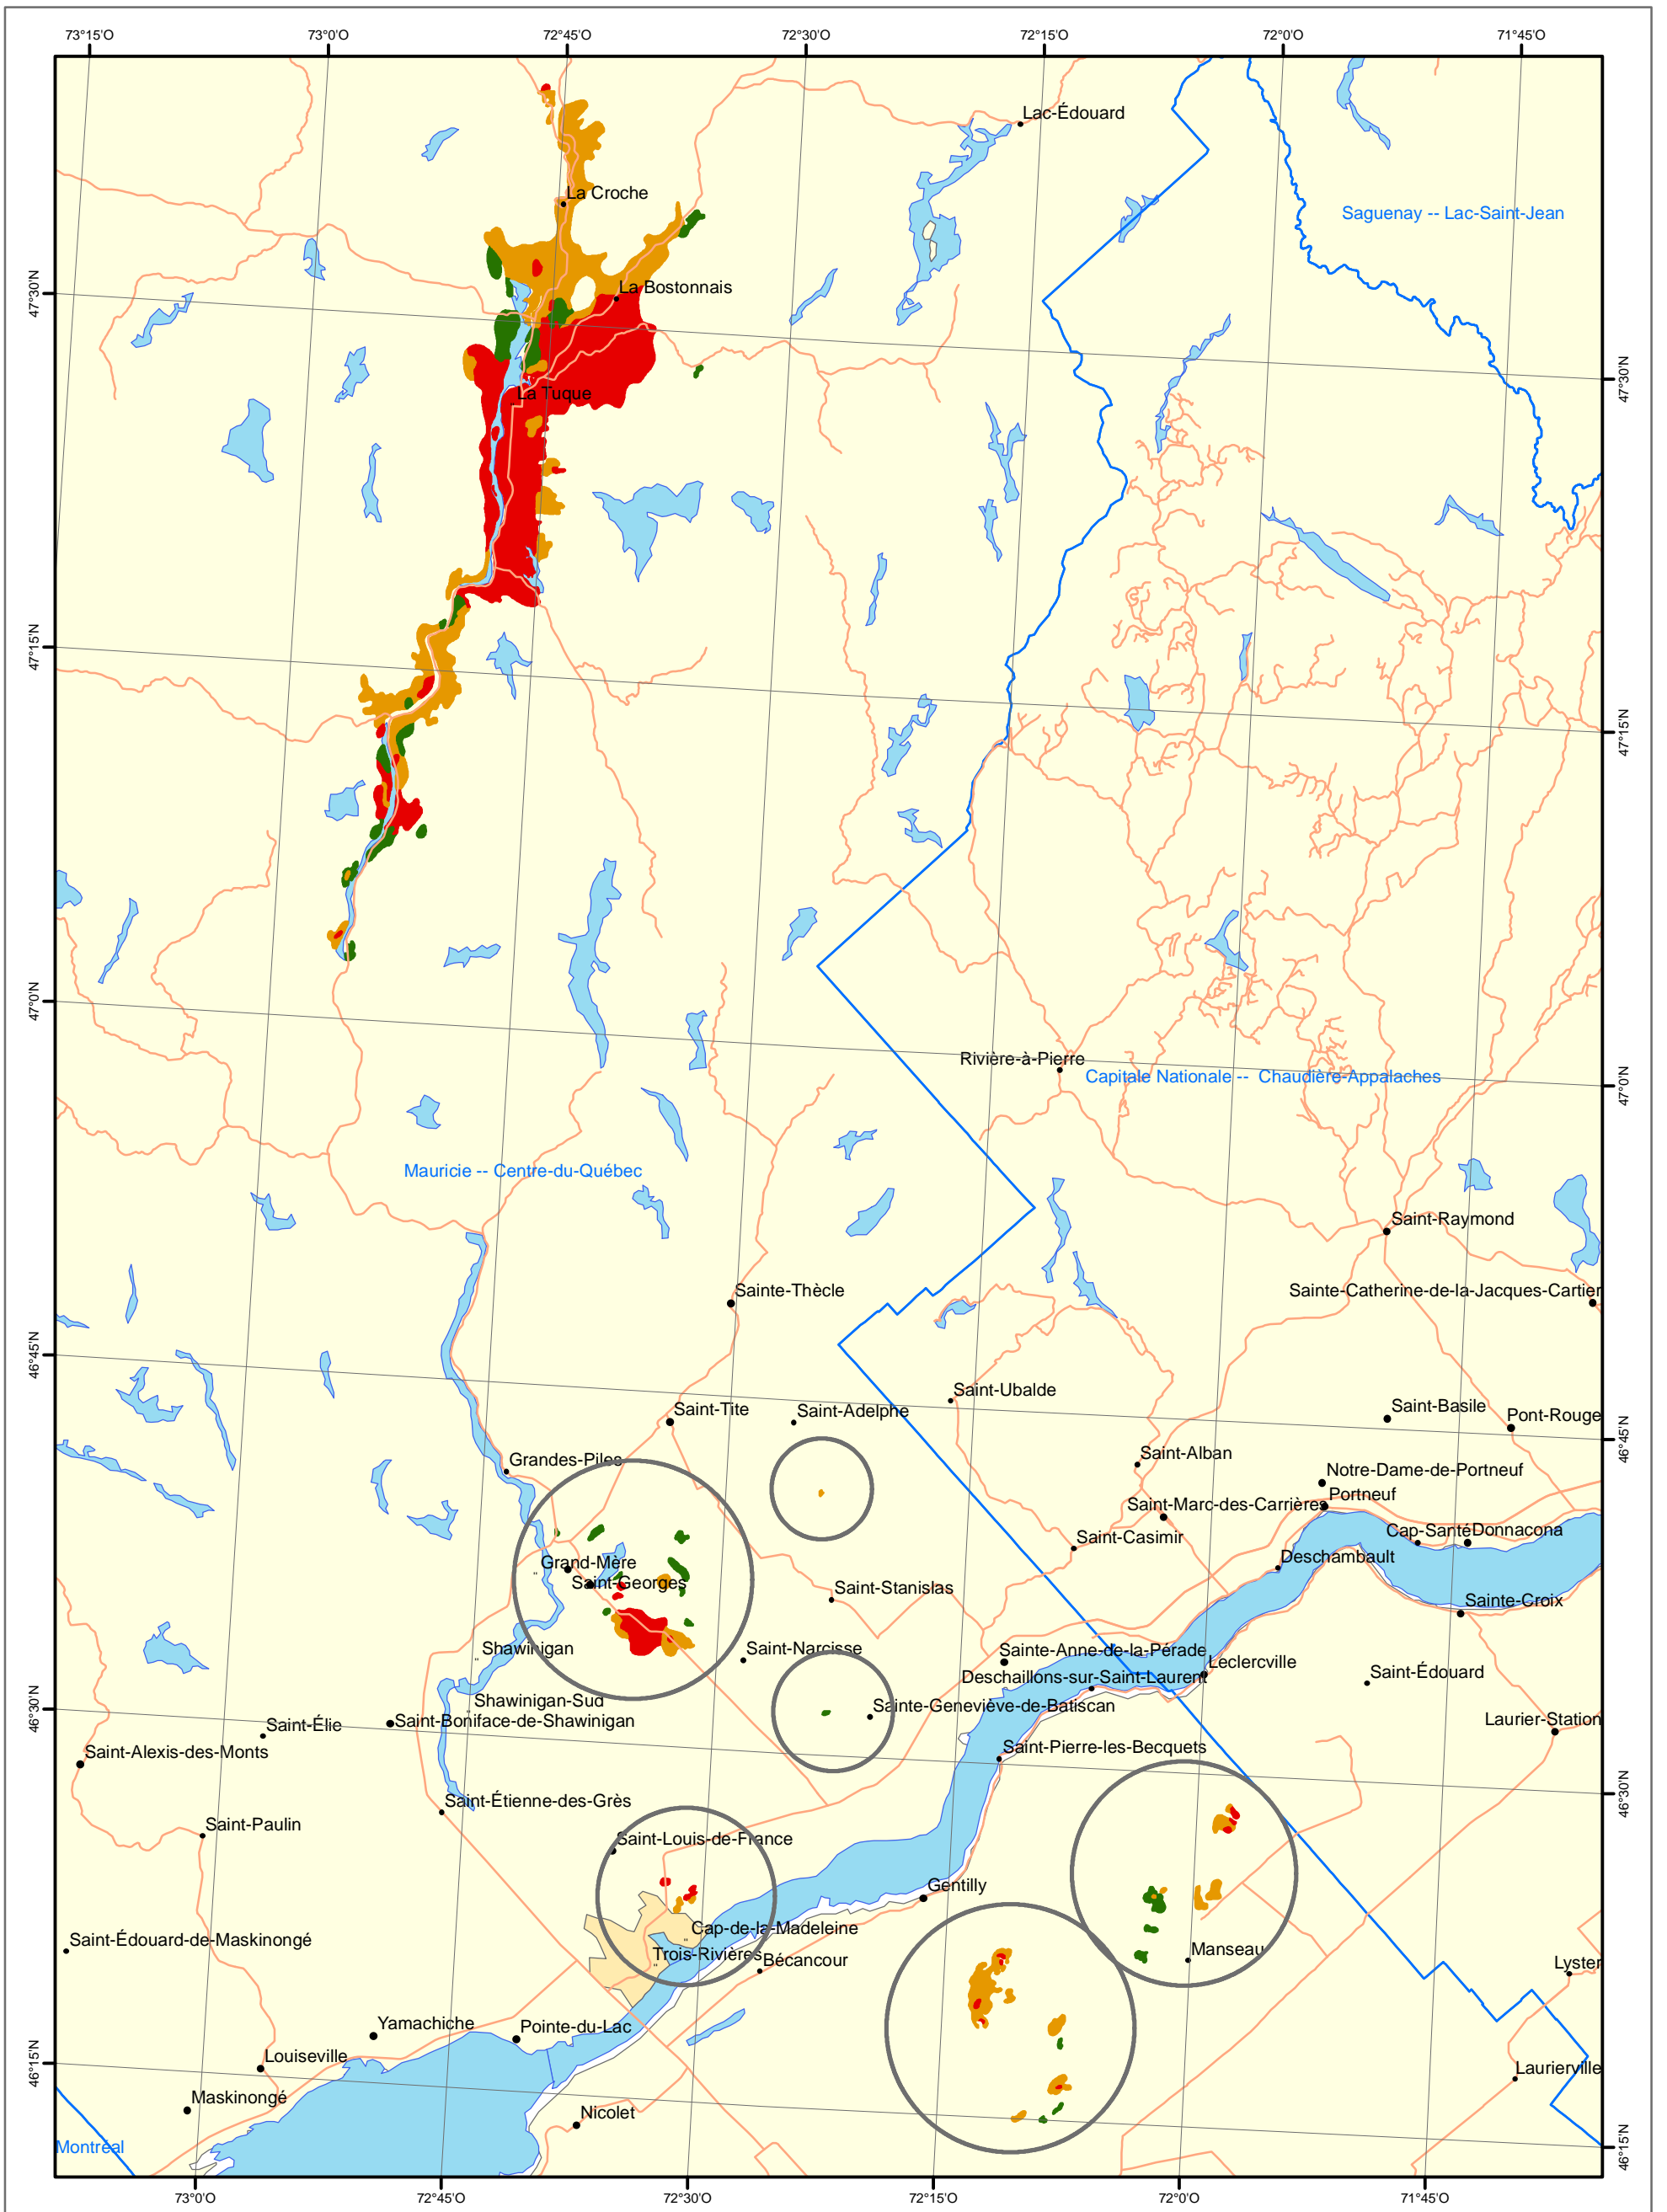 73°15'O 73°0'O 72°45'O 72°30'O 72°15'O 72°0'O 71°45'O
Lac-Édouard
La Croche
Saguenay -- Lac-Saint-Jean
La Bostonnais
47°30'N
47°30'N
La Tuque
47°15'N
47°15'N
47°0'N
Rivière-à-Pierre
Capitale Nationale -- Chaudière-Appalaches
47°0'N
Mauricie -- Centre-du-Québec
Saint-Raymond
Sainte-Thècle
Sainte-Catherine-de-la-Jacques-Cartier
46°45'N
Saint-Ubalde
Saint-Tite
Saint-Adelphe
Saint-Basile
Pont-Rouge
46°45'N
Grandes-Piles
Saint-Alban
Notre-Dame-de-Portneuf
Portneuf
Saint-Marc-des-Carrières
Saint-Casimir
Cap-Santé
Donnacona
Grand-Mère
Saint-Georges
Deschambault
Saint-Stanislas
Sainte-Croix
Shawinigan
Saint-Narcisse
Sainte-Anne-de-la-Pérade
Leclercville
Deschaillons-sur-Saint-Laurent
Saint-Édouard
46°30'N
Shawinigan-Sud
Sainte-Geneviève-de-Batiscan
Saint-Élie
Saint-Boniface-de-Shawinigan
Laurier-Station
Saint-Alexis-des-Monts
Saint-Pierre-les-Becquets
46°30'N
Saint-Étienne-des-Grès
Saint-Paulin
Saint-Louis-de-France
Gentilly
Saint-Édouard-de-Maskinongé
Cap-de-la-Madeleine
Trois-Rivières
Bécancour
Manseau
Lyster
Yamachiche
Pointe-du-Lac
46°15'N
Louiseville
Laurierville
Maskinongé
Nicolet
Montréal
46°15'N
73°0'O 72°45'O 72°30'O 72°15'O 72°0'O 71°45'O